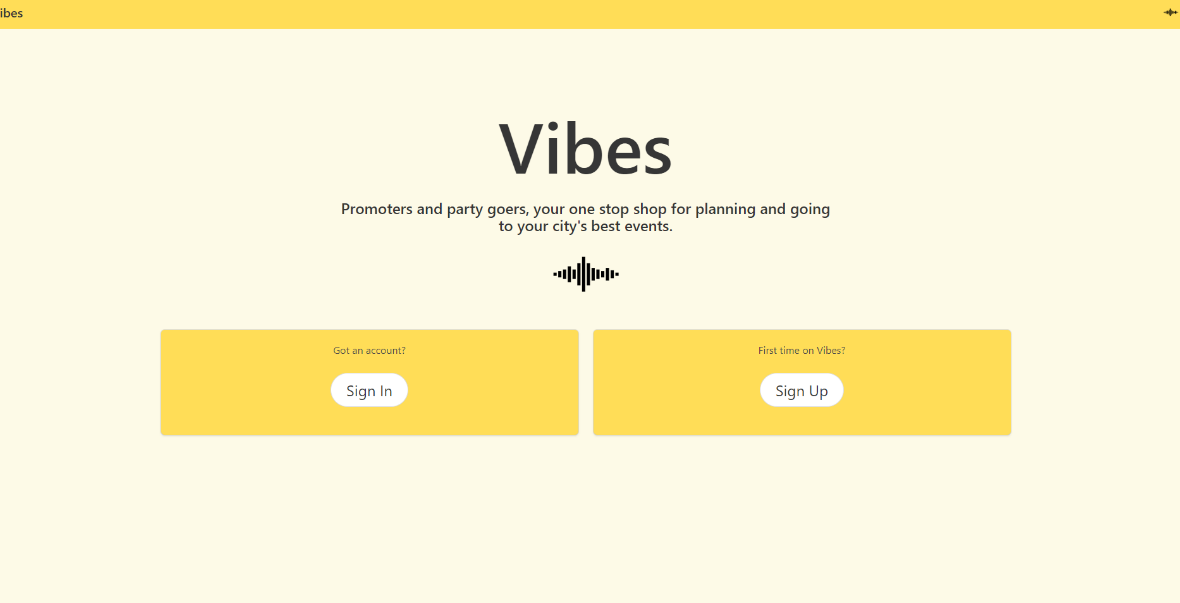 ibes
Vibes
Promoters and party goers, your one stop shop for planning and going
to your city's best events.
Got an account?
Sign In
First time on Vibes?
Sign Up